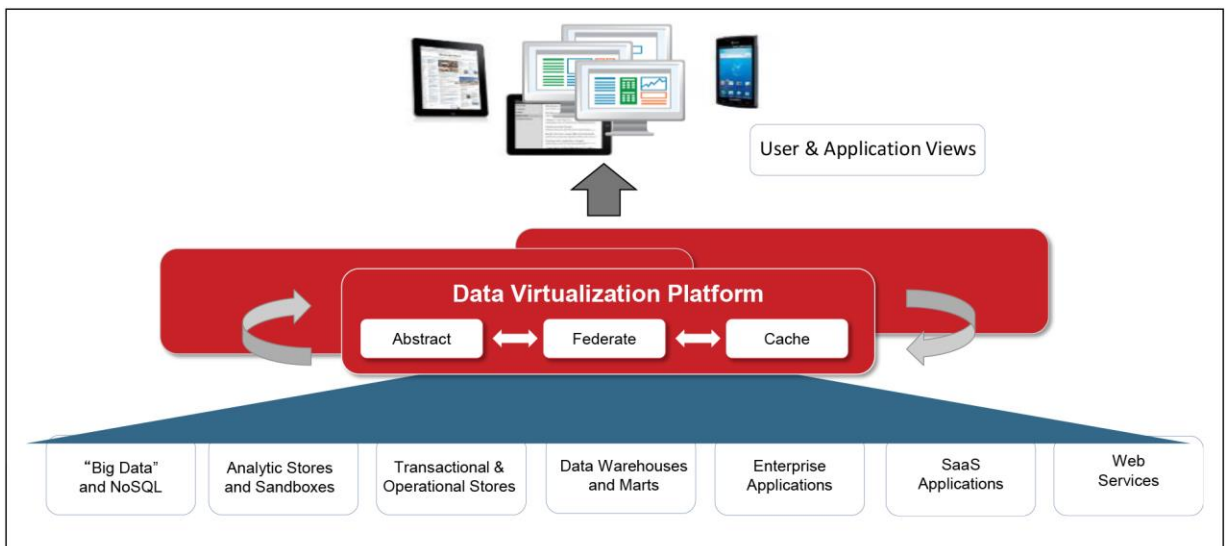 User & Application Views
Data Virtualization Platform
Abstract
Federate
Cache
“Big Data”
and NoSQL
Analytic Stores
and Sandboxes
Transactional &
Operational Stores
Data Warehouses
and Marts
Enterprise
Applications
SaaS
Applications
Web
Services